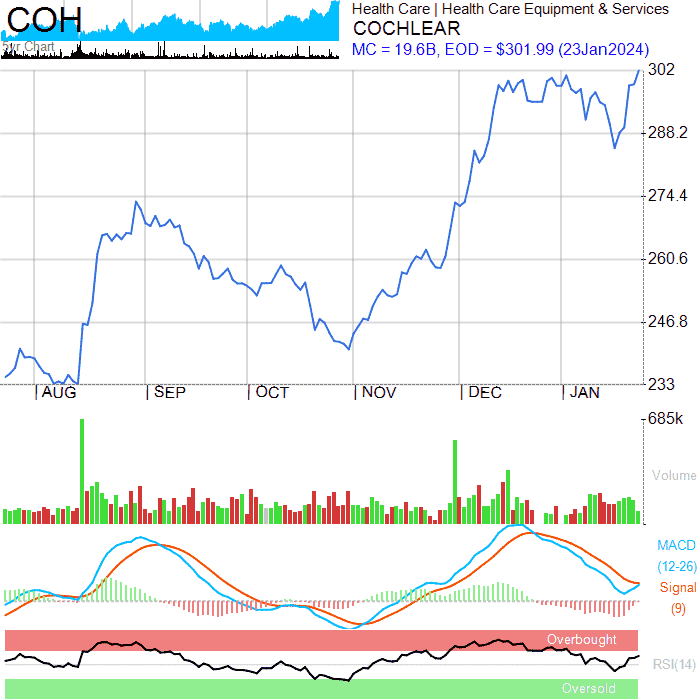 COH
5yr Chart
Health Care | Health Care Equipment & Services
COCHLEAR
MC = 19.6B, EOD = $301.99 (23Jan2024)
302
288.2
274.4
260.6
246.8
233
| AUG | SEP | OCT | NOV | DEC | JAN
685k
Volume
MACD
(12-26)
Signal
(9)
Overbought
RSI(14)
Oversold